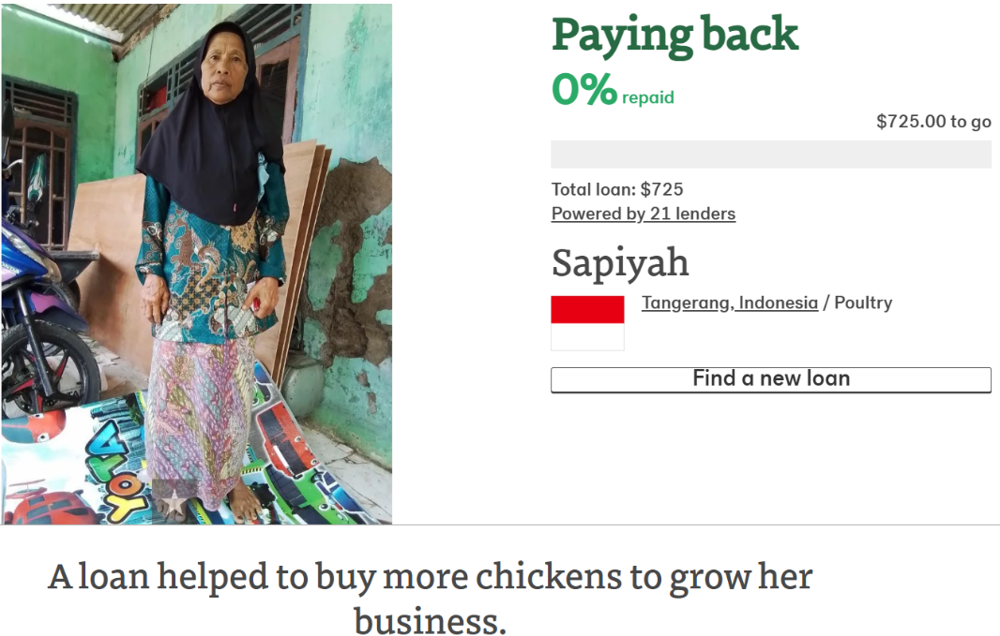 Paying back
0% repaid
$725.00 to go
Total loan: $725
Powered by 21 lenders
Sapiyah
Tangerang, Indonesia / Poultry
Find a new loan
YOYA
A loan helped to buy more chickens to grow her
business.